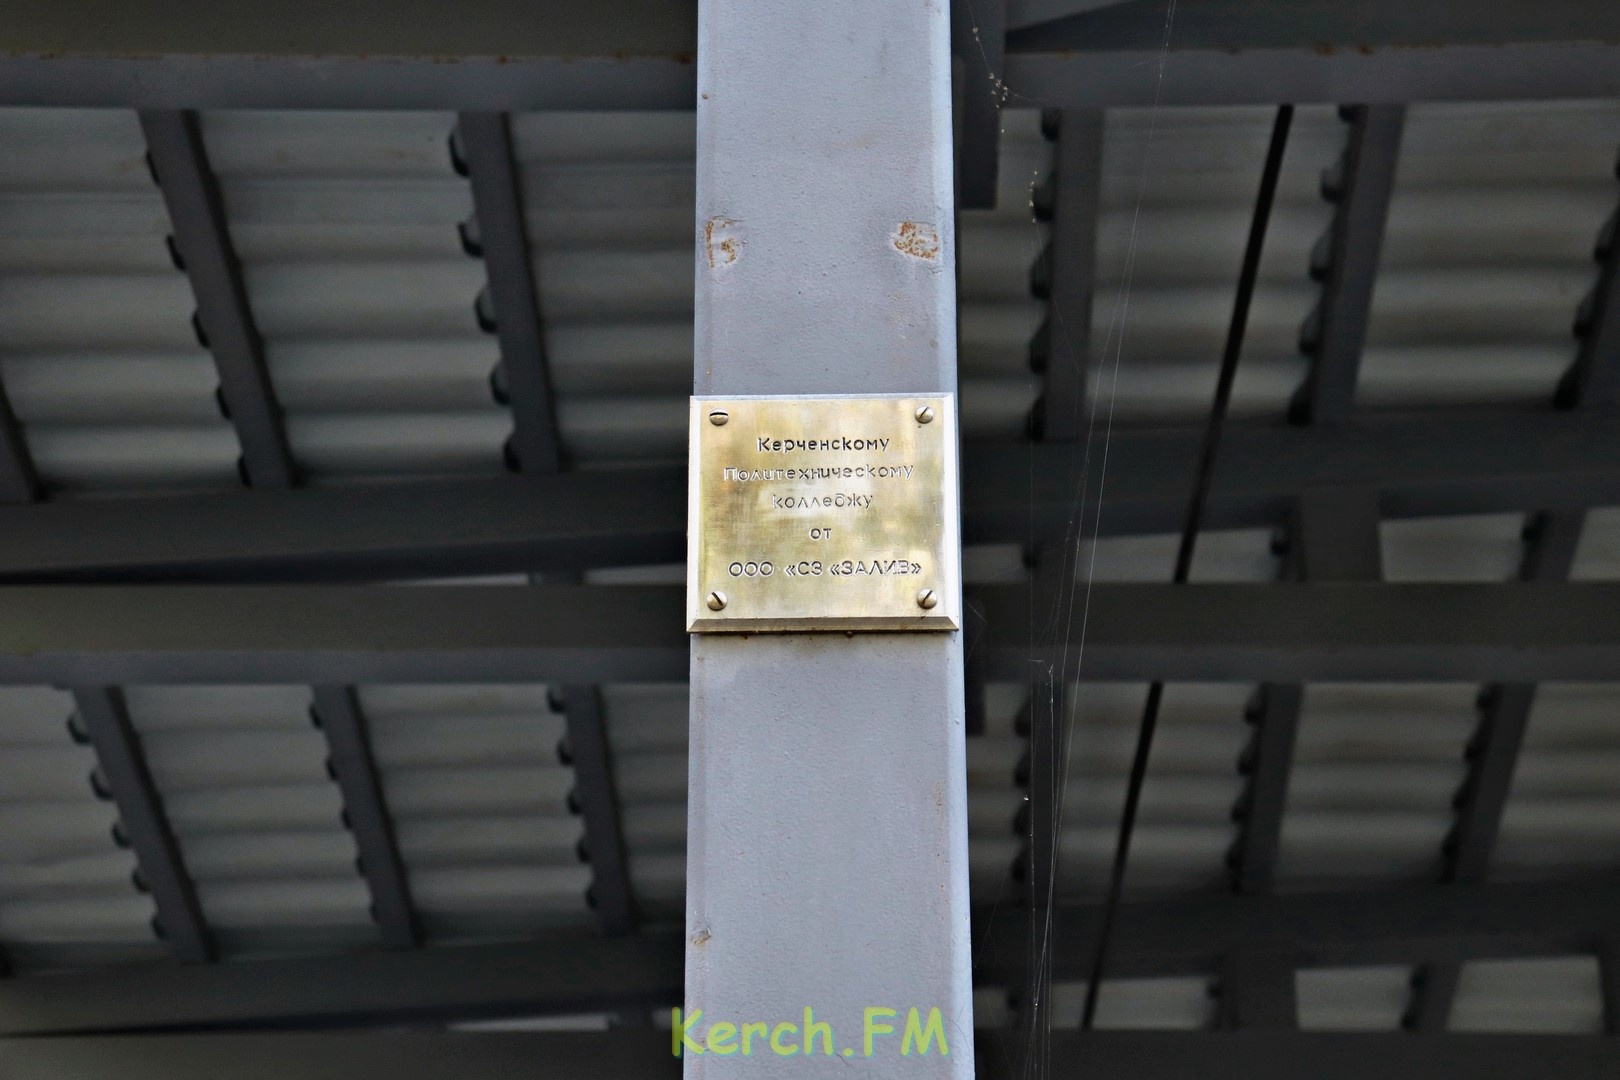 Керченскому
Политехническому
колледжу
от
ООО «СЗ «ЗАЛИВ»
Kerch.FM